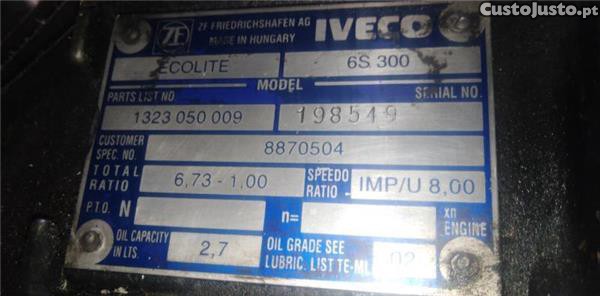 CustoJusto.pt
ZF
ZF FRIEDRICHSHAFEN AG
MADE IN HUNGARY
IVECO
ECOLITE
6S 300
MODEL
PARTS LIST NO.
SERIAL NO.
1323 050 009
198549
CUSTOMER SPEC. NO.
8870504
TOTAL RATIO
6,73 - 1,00
SPEEDO RATIO
IMP/U 8,00
P.T.O. N
n=
xn ENGINE
OIL CAPACITY IN LTS.
2,7
OIL GRADE SEE LUBRIC. LIST TE-ML
02